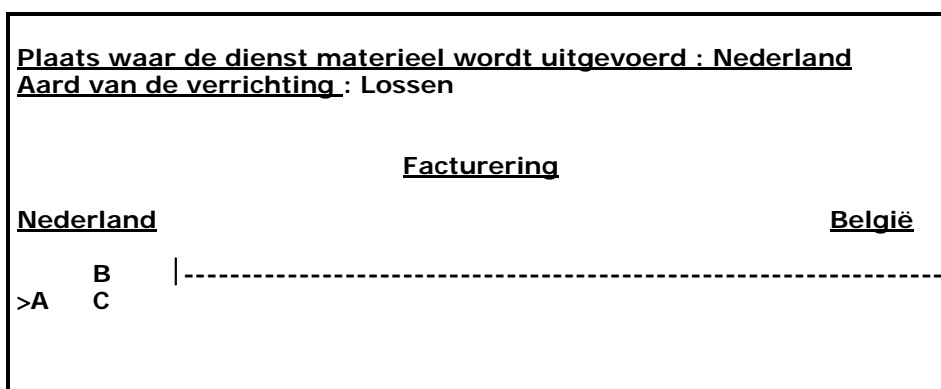 Plaats waar de dienst materieel wordt uitgevoerd : Nederland
Aard van de verrichting : Lossen
Facturering
Nederland België
B |-----------------------------------------------------------------
>A C